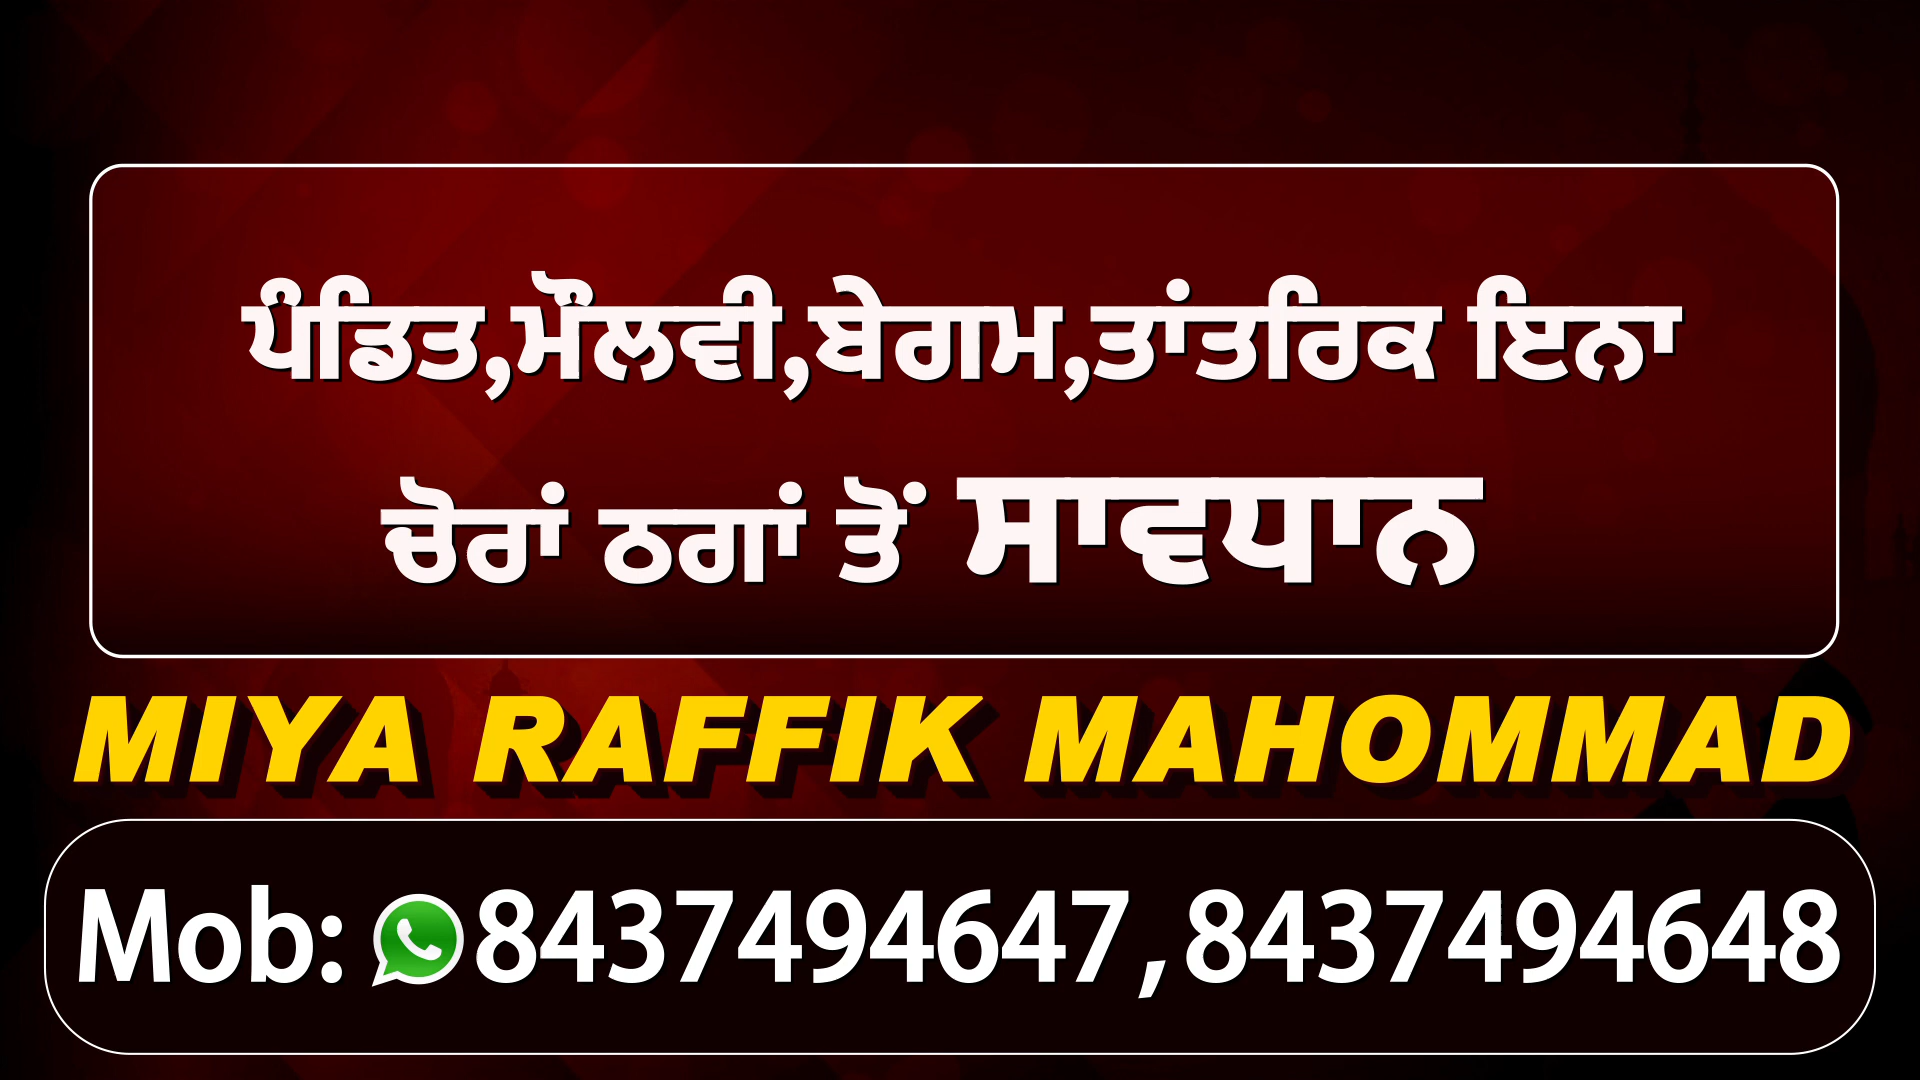 ਪੰਡਿਤ,ਮੌਲਵੀ,ਬੇਗਮ,ਤਾਂਤਰਿਕ ਇਨਾ
ਚੋਰਾਂ ਠਗਾਂ ਤੋਂ ਸਾਵਧਾਨ
MIYA RAFFIK MAHOMMAD
Mob: 8437494647, 8437494648